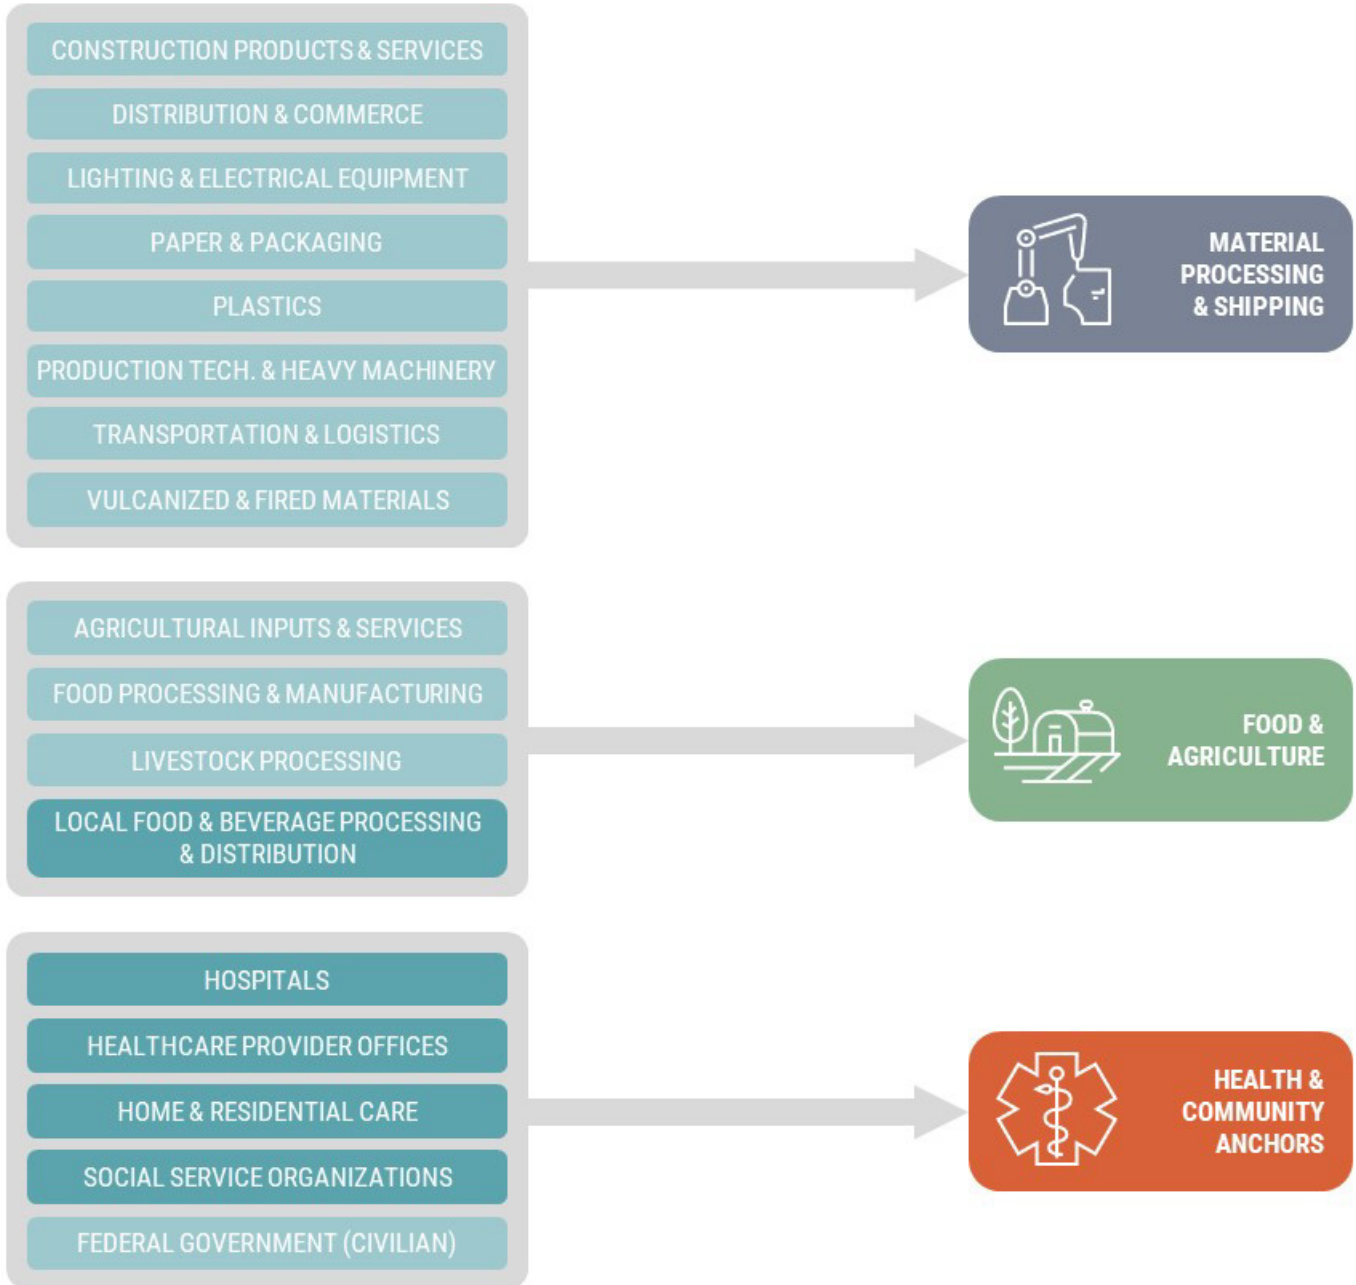 CONSTRUCTION PRODUCTS & SERVICES
DISTRIBUTION & COMMERCE
LIGHTING & ELECTRICAL EQUIPMENT
PAPER & PACKAGING
PLASTICS
PRODUCTION TECH. & HEAVY MACHINERY
TRANSPORTATION & LOGISTICS
VULCANIZED & FIRED MATERIALS
MATERIAL
PROCESSING
& SHIPPING
AGRICULTURAL INPUTS & SERVICES
FOOD PROCESSING & MANUFACTURING
LIVESTOCK PROCESSING
LOCAL FOOD & BEVERAGE PROCESSING
& DISTRIBUTION
FOOD &
AGRICULTURE
HOSPITALS
HEALTHCARE PROVIDER OFFICES
HOME & RESIDENTIAL CARE
SOCIAL SERVICE ORGANIZATIONS
FEDERAL GOVERNMENT (CIVILIAN)
HEALTH &
COMMUNITY
ANCHORS